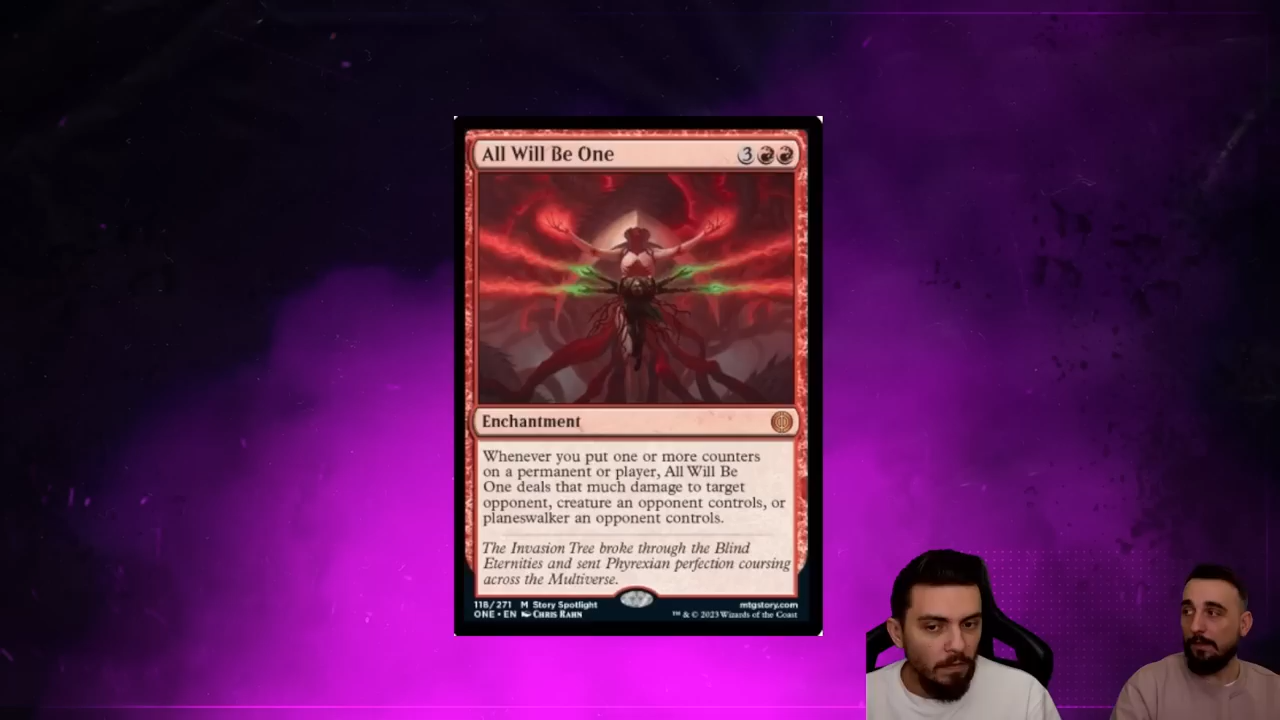 All Will Be One 3
Enchantment
Whenever you put one or more counters
on a permanent or player, All Will Be
One deals that much damage to target
opponent, creature an opponent controls, or
planeswalker an opponent controls.
The Invasion Tree broke through the Blind
Eternities and sent Phyrexian perfection coursing
across the Multiverse.
118/271 M Story Spotlight mtgstory.com
ONE • EN Chris Rahn ™ & © 2023 Wizards of the Coast